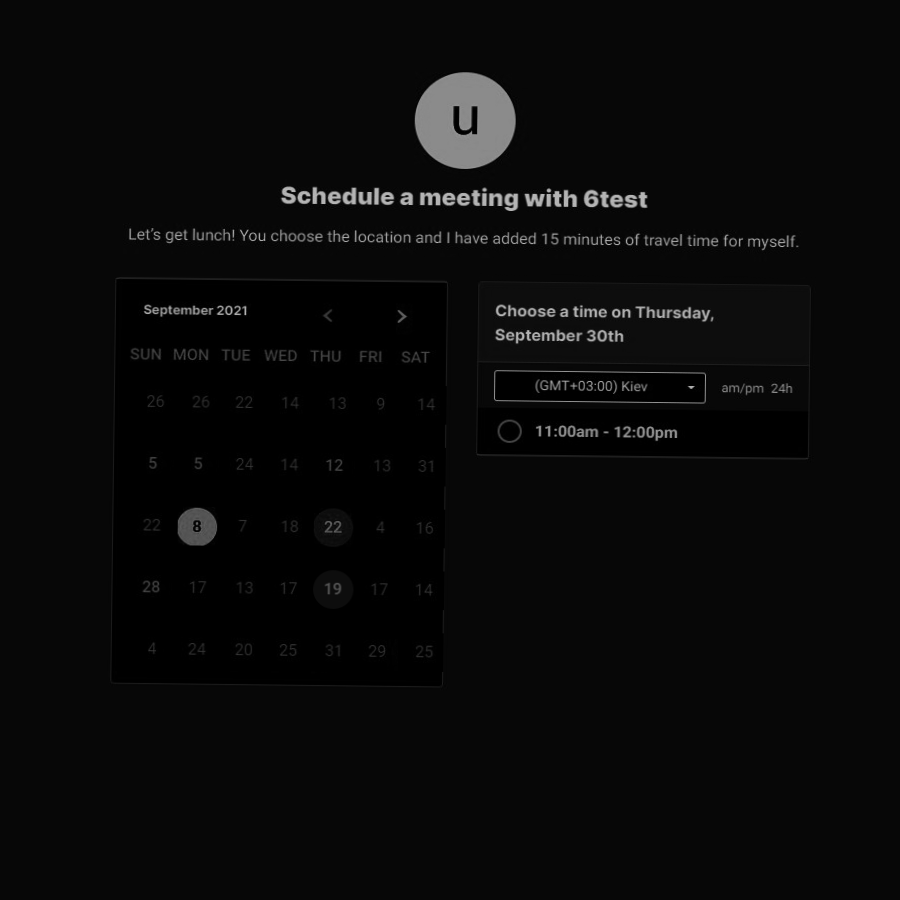 u
Schedule a meeting with 6test
Let's get lunch! You choose the location and I have added 15 minutes of travel time for myself.
September 2021 < >
SUN MON TUE WED THU FRI SAT
26 26 22 14 13 9 14
5 5 24 14 12 13 31
22 8 7 18 22 4 16
28 17 13 17 19 17 14
4 24 20 25 31 29 25
Choose a time on Thursday,
September 30th
(GMT+03:00) Kiev am/pm 24h
11:00am - 12:00pm